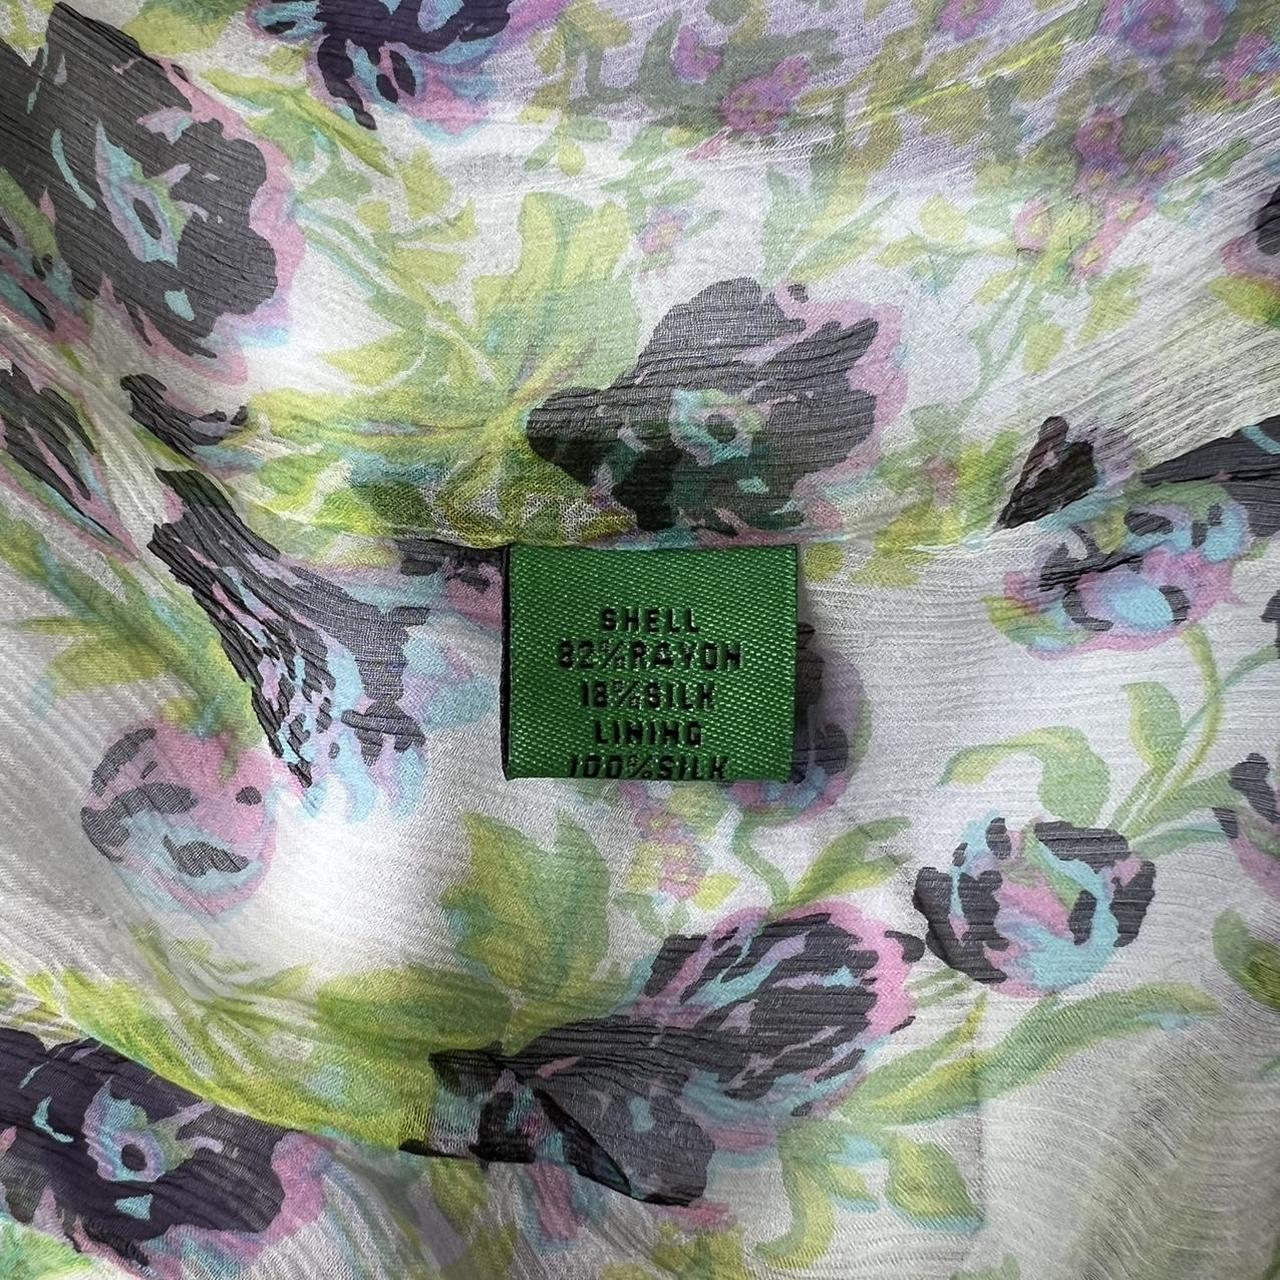 SHELL
82%RAYON
18%SILK
LINING
100%SILK